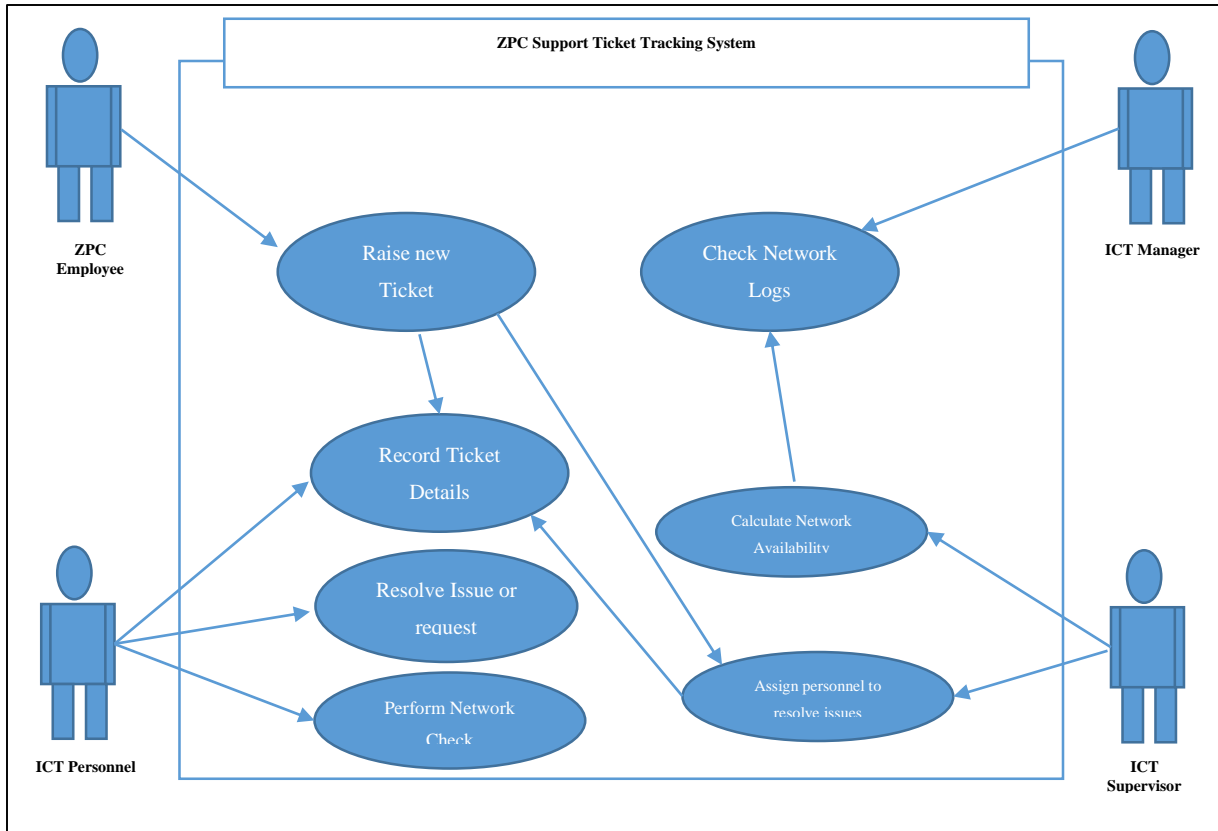 ZPC Support Ticket Tracking System
ZPC
Employee
ICT Manager
Raise new
Ticket
Check Network
Logs
Record Ticket
Details
Calculate Network
Availability
Resolve Issue or
request
Assign personnel to
resolve issues
Perform Network
Check
ICT Personnel
ICT
Supervisor